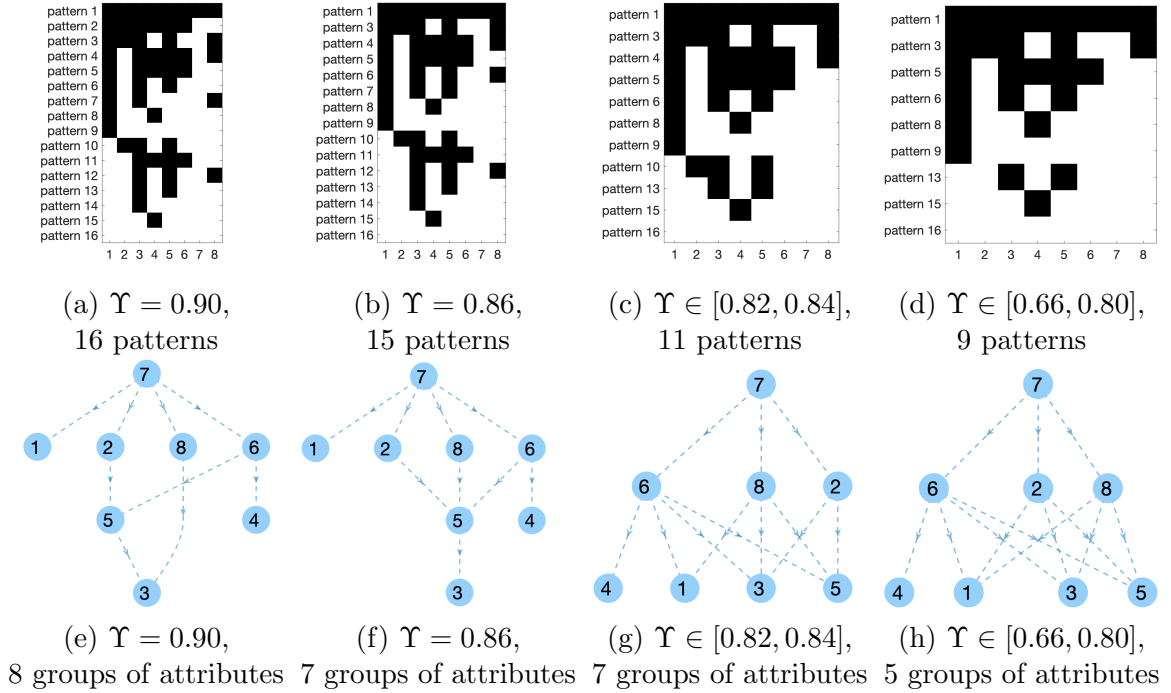 pattern 1
pattern 2
pattern 3
pattern 4
pattern 5
pattern 6
pattern 7
pattern 8
pattern 9
pattern 10
pattern 11
pattern 12
pattern 13
pattern 14
pattern 15
pattern 16
1 2 3 4 5 6 7 8
(a) Υ = 0.90,
16 patterns
pattern 1
pattern 3
pattern 4
pattern 5
pattern 6
pattern 7
pattern 8
pattern 9
pattern 10
pattern 11
pattern 12
pattern 13
pattern 14
pattern 15
pattern 16
1 2 3 4 5 6 7 8
(b) Υ = 0.86,
15 patterns
pattern 1
pattern 3
pattern 4
pattern 5
pattern 6
pattern 8
pattern 9
pattern 10
pattern 13
pattern 15
pattern 16
1 2 3 4 5 6 7 8
(c) Υ ∈ [0.82, 0.84],
11 patterns
pattern 1
pattern 3
pattern 5
pattern 6
pattern 8
pattern 9
pattern 13
pattern 15
pattern 16
1 2 3 4 5 6 7 8
(d) Υ ∈ [0.66, 0.80],
9 patterns
7
1 2 8 6
5 4
3
(e) Υ = 0.90,
8 groups of attributes
7
1 2 8 6
5 4
3
(f) Υ = 0.86,
7 groups of attributes
7
6 8 2
4 1 3 5
(g) Υ ∈ [0.82, 0.84],
7 groups of attributes
7
6 2 8
4 1 3 5
(h) Υ ∈ [0.66, 0.80],
5 groups of attributes